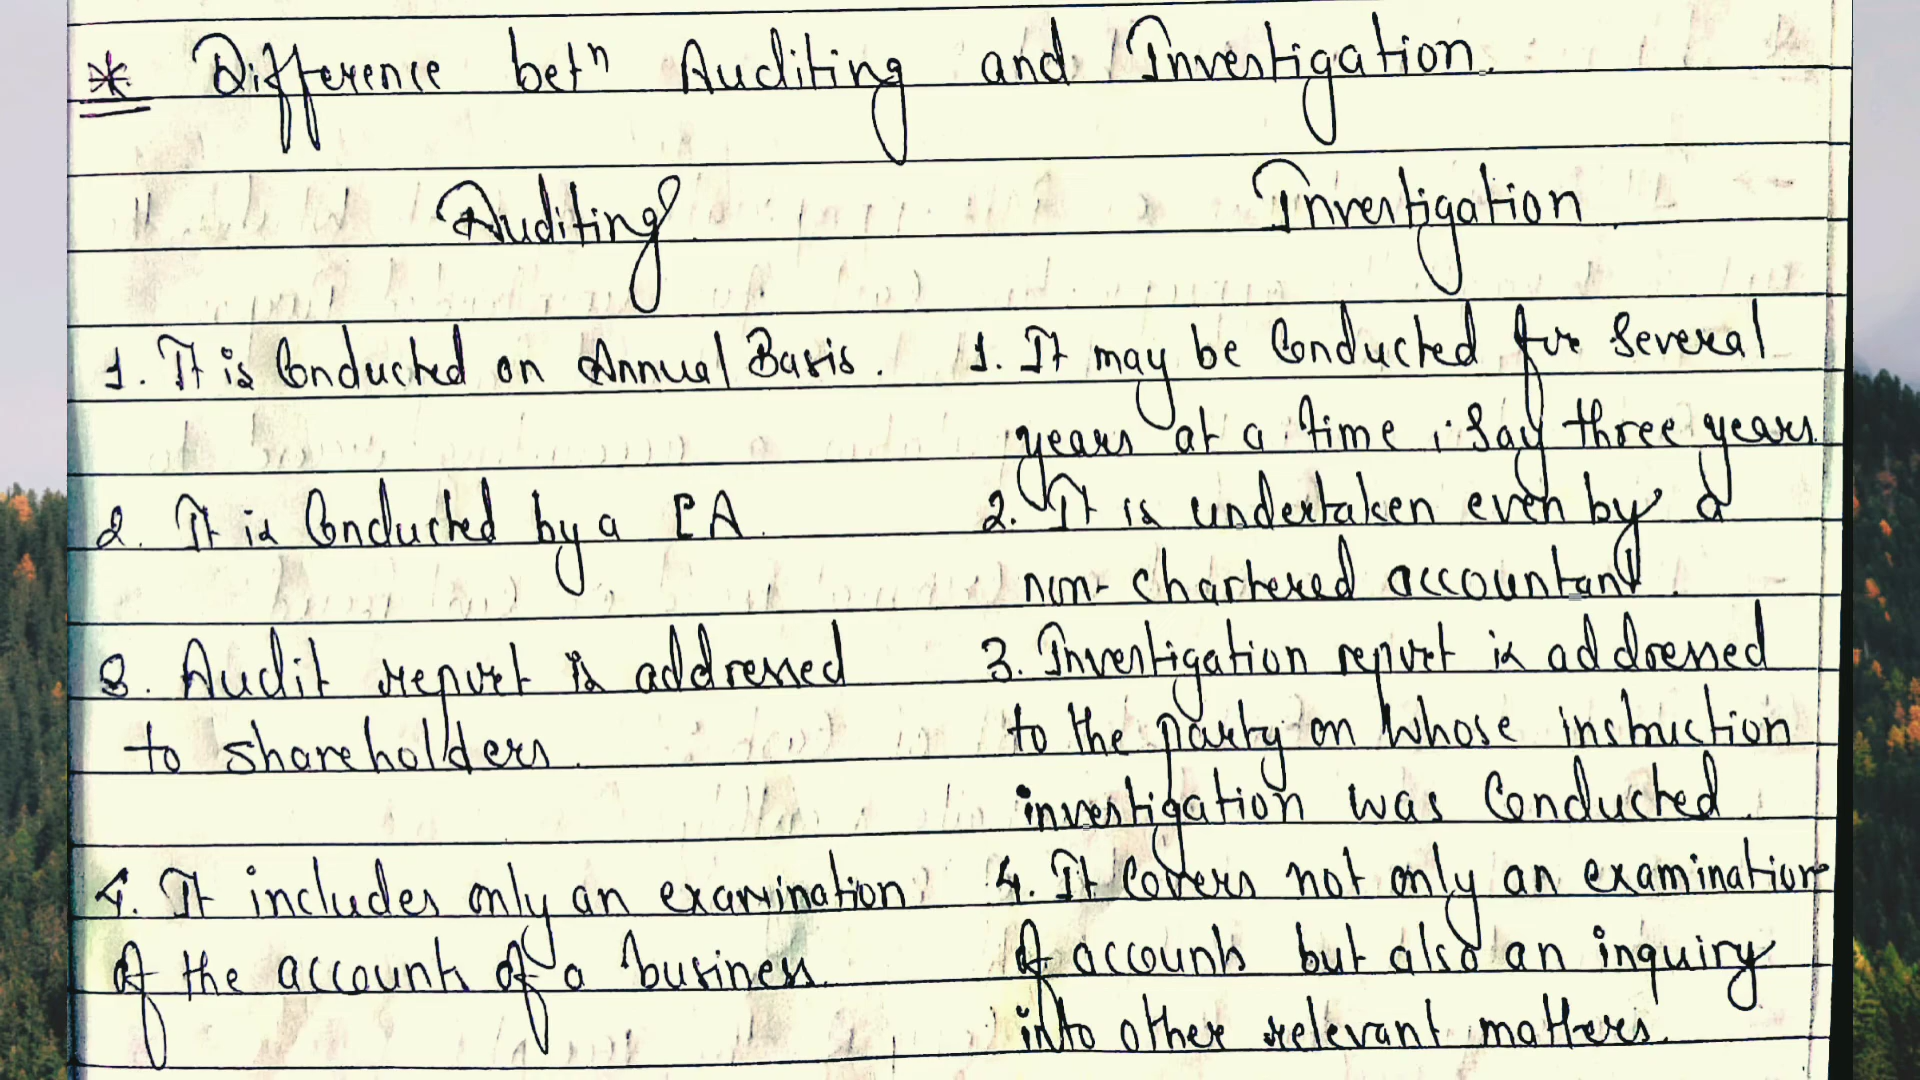 * Difference betn Auditing and Investigation.
Auditing Investigation
1. It is Conducted on Annual Basis. 1. It may be Conducted for Several
years at a time, Say three years.
2. It is Conducted by a CA. 2. It is undertaken even by a
non-chartered accountant.
3. Audit report is addressed 3. Investigation report is addressed
to shareholders. to the party on Whose instruction
investigation was Conducted.
4. It includes only an examination 4. It Covers not only an examination
of the accounts of a business. of accounts but also an inquiry
into other relevant matters.